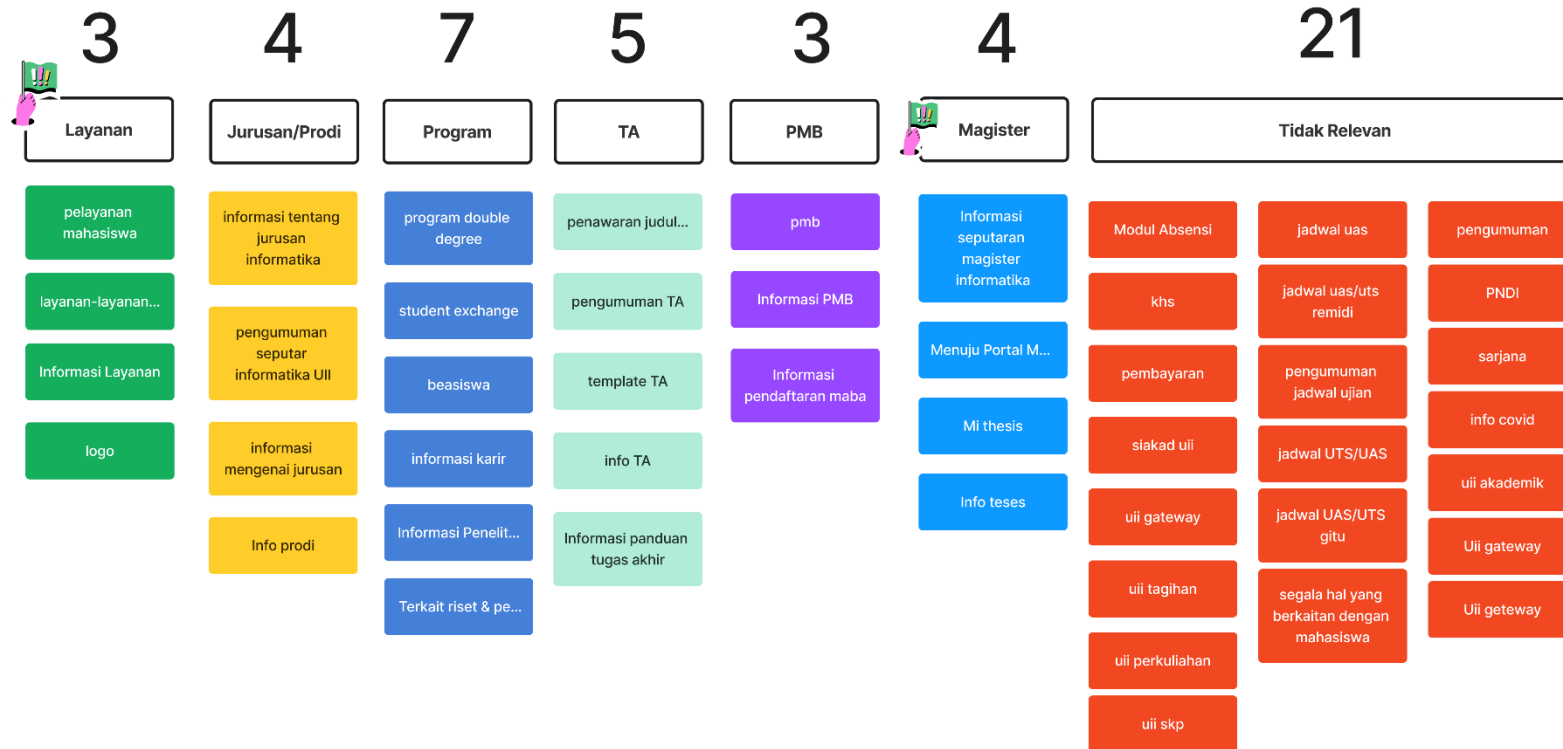 3
4
7
5
3
4
21
Layanan
Jurusan/Prodi
Program
TA
PMB
Magister
Tidak Relevan
pelayanan
mahasiswa
layanan-layanan...
Informasi Layanan
logo
informasi tentang
jurusan
informatika
pengumuman
seputar
informatika UII
informasi
mengenai jurusan
Info prodi
program double
degree
student exchange
beasiswa
informasi karir
Informasi Penelit...
Terkait riset & pe...
penawaran judul...
pengumuman TA
template TA
info TA
Informasi panduan
tugas akhir
pmb
Informasi PMB
Informasi
pendaftaran maba
Informasi
seputaran
magister
informatika
Menuju Portal M...
Mi thesis
Info teses
Modul Absensi
khs
pembayaran
siakad uii
uii gateway
uii tagihan
uii perkuliahan
uii skp
jadwal uas
jadwal uas/uts
remidi
pengumuman
jadwal ujian
jadwal UTS/UAS
jadwal UAS/UTS
gitu
segala hal yang
berkaitan dengan
mahasiswa
pengumuman
PNDI
sarjana
info covid
uii akademik
Uii gateway
Uii geteway